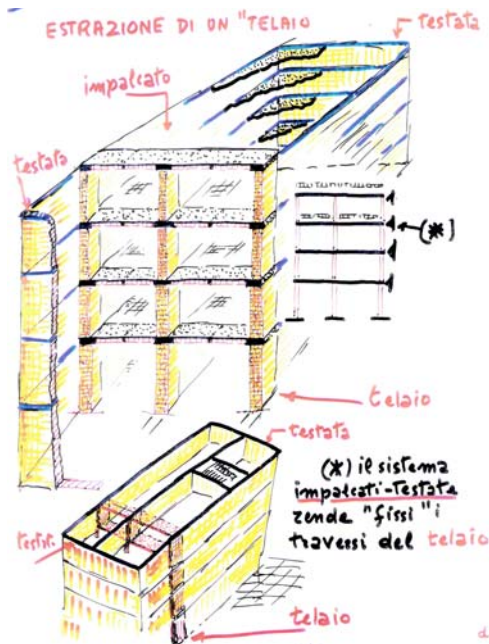 ESTRAZIONE DI UN "TELAIO
testata
impalcato
testata
(*)
telaio
testata
(*) il sistema
impalcati-Testate
rende "fissi" i
traversi del telaio
testat.
telaio
d